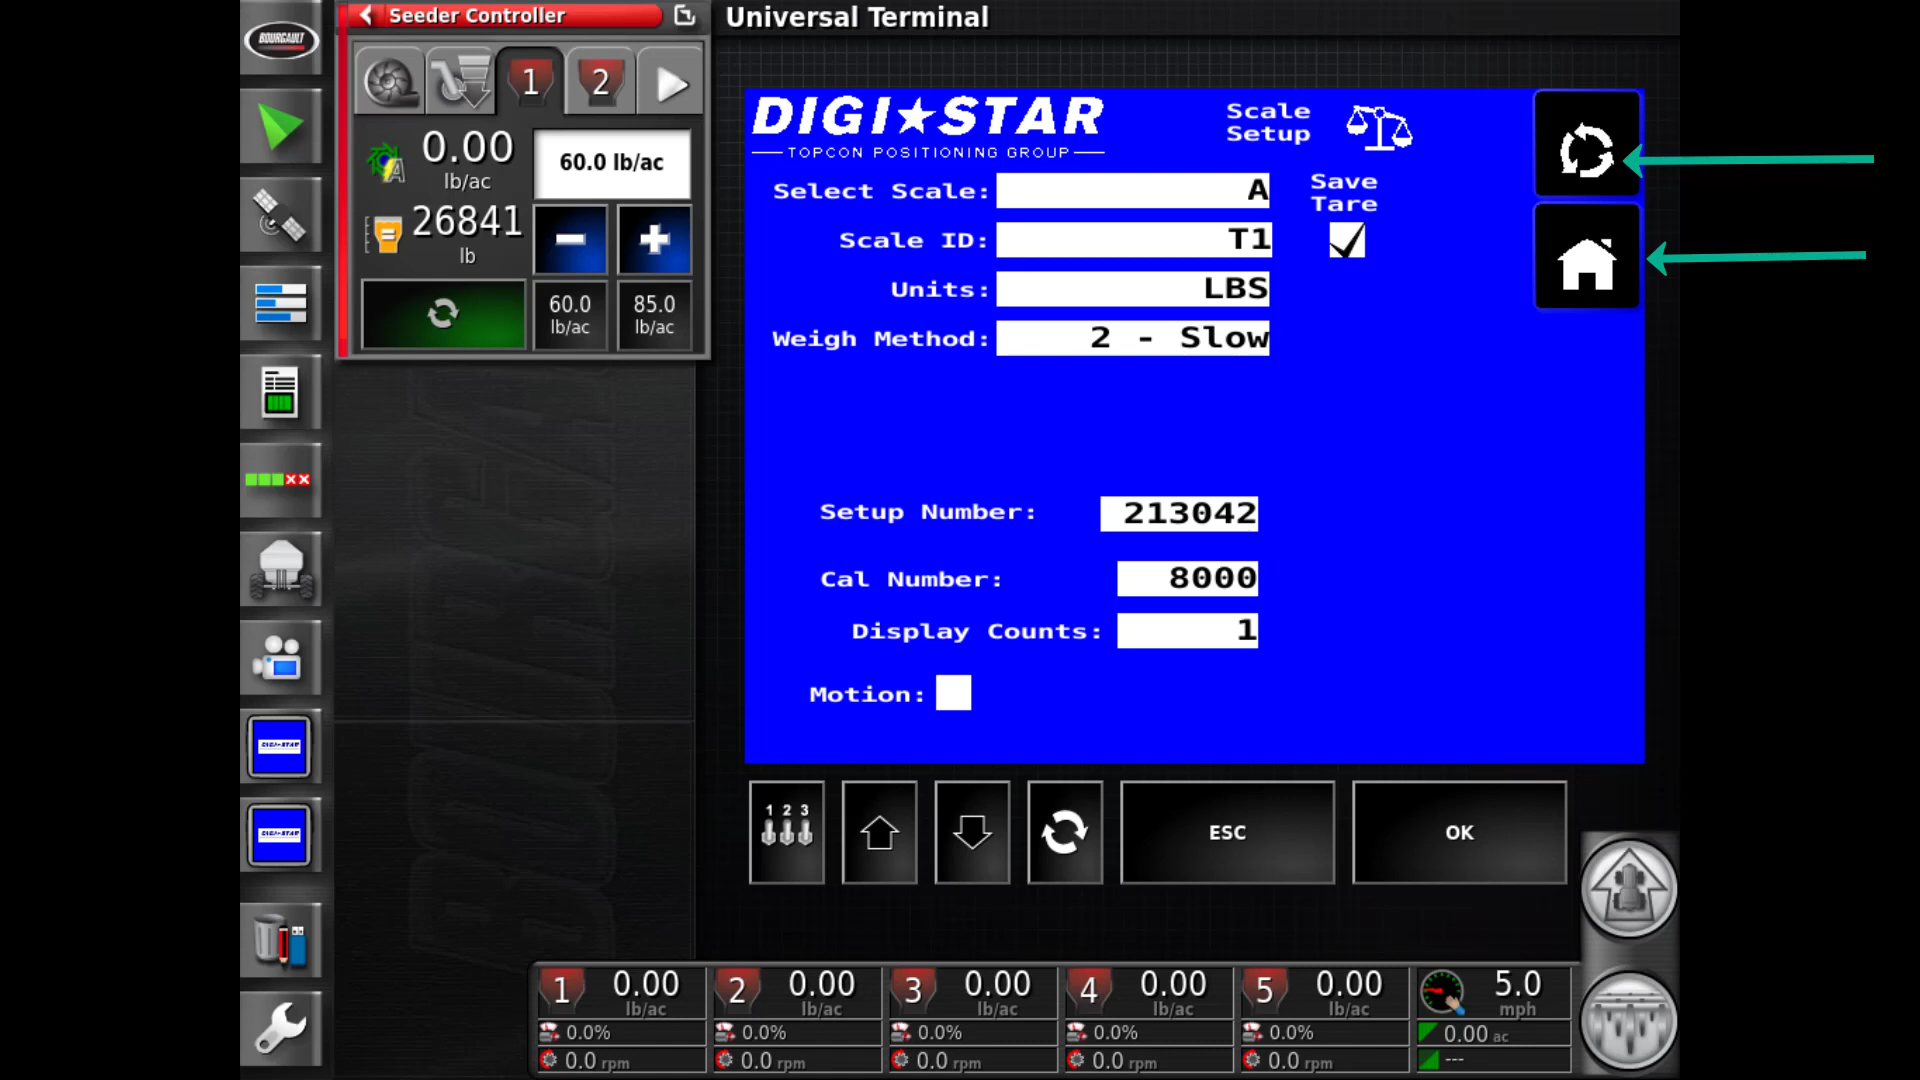 BOURGAULT
Seeder Controller
Universal Terminal
1
2
0.00
lb/ac
60.0 lb/ac
26841
lb
60.0
lb/ac
85.0
lb/ac
DIGI★STAR
TOPCON POSITIONING GROUP
Scale
Setup
Select Scale: A
Save
Tare
Scale ID: T1
Units: LBS
Weigh Method: 2 - Slow
Setup Number: 213042
Cal Number: 8000
Display Counts: 1
Motion:
DIGI★STAR
DIGI★STAR
1 2 3
ESC
OK
1 0.00 lb/ac
0.0%
0.0 rpm
2 0.00 lb/ac
0.0%
0.0 rpm
3 0.00 lb/ac
0.0%
0.0 rpm
4 0.00 lb/ac
0.0%
0.0 rpm
5 0.00 lb/ac
0.0%
0.0 rpm
5.0 mph
0.00 ac
---